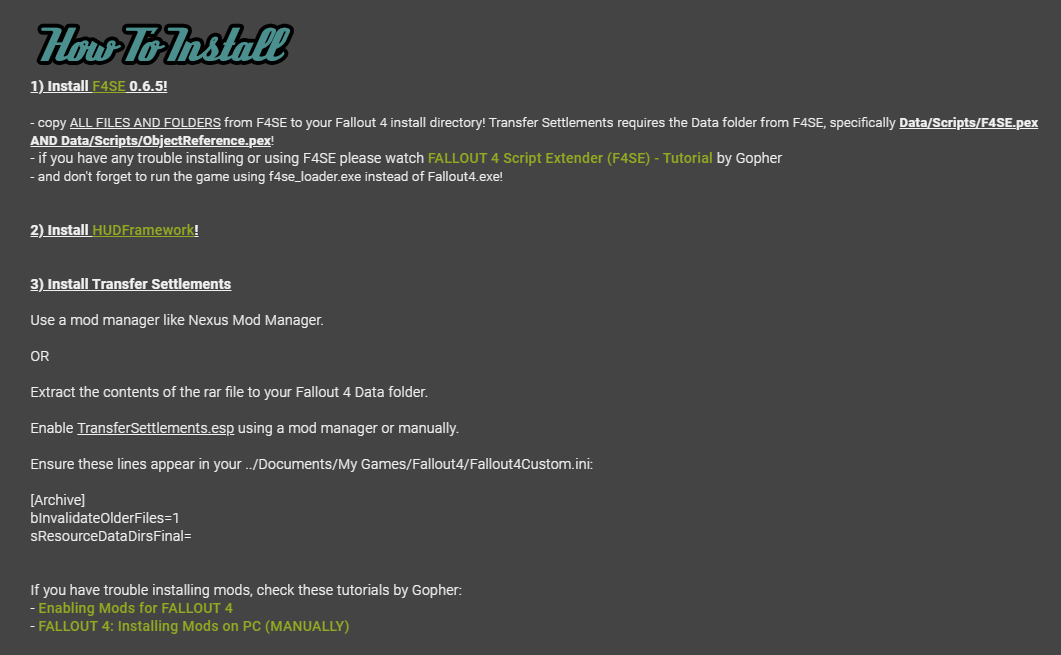 How To Install
1) Install F4SE 0.6.5!
- copy ALL FILES AND FOLDERS from F4SE to your Fallout 4 install directory! Transfer Settlements requires the Data folder from F4SE, specifically Data/Scripts/F4SE.pex
AND Data/Scripts/ObjectReference.pex!
- if you have any trouble installing or using F4SE please watch FALLOUT 4 Script Extender (F4SE) - Tutorial by Gopher
- and don't forget to run the game using f4se_loader.exe instead of Fallout4.exe!
2) Install HUDFramework!
3) Install Transfer Settlements
Use a mod manager like Nexus Mod Manager.
OR
Extract the contents of the rar file to your Fallout 4 Data folder.
Enable TransferSettlements.esp using a mod manager or manually.
Ensure these lines appear in your ../Documents/My Games/Fallout4/Fallout4Custom.ini:
[Archive]
bInvalidateOlderFiles=1
sResourceDataDirsFinal=
If you have trouble installing mods, check these tutorials by Gopher:
- Enabling Mods for FALLOUT 4
- FALLOUT 4: Installing Mods on PC (MANUALLY)